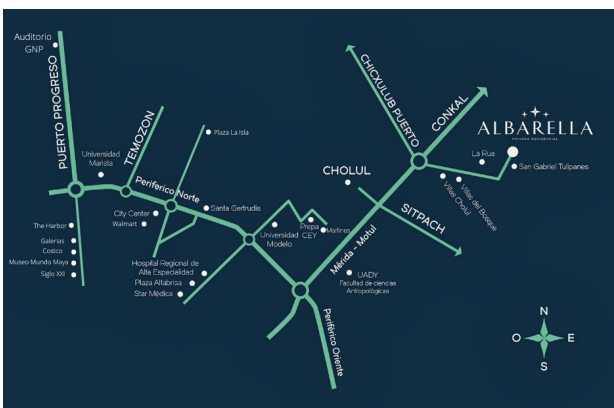 Auditorio
GNP
PUERTO PROGRESO
Universidad
Marista
TEMOZON
Plaza La Isla
Periferico Norte
City Center
Walmart
Santa Gertrudis
The Harbor
Galerias
Costco
Museo Mundo Maya
Siglo XXI
Hospital Regional de
Alta Especialidad
Plaza Altabrisa
Star Médica
Universidad
Modelo
Prepa
CEY
Marlines
CHOLUL
SITPACH
Mérida - Motul
UADY
Facultad de ciencias
Antropológicas
Periférico Oriente
CHICXULUB PUERTO
CONKAL
ALBARELLA
PRIVADA RESIDENCIAL
La Rua
San Gabriel Tulipanes
Villas Cholul
Villas del Bosque
N
O
E
S